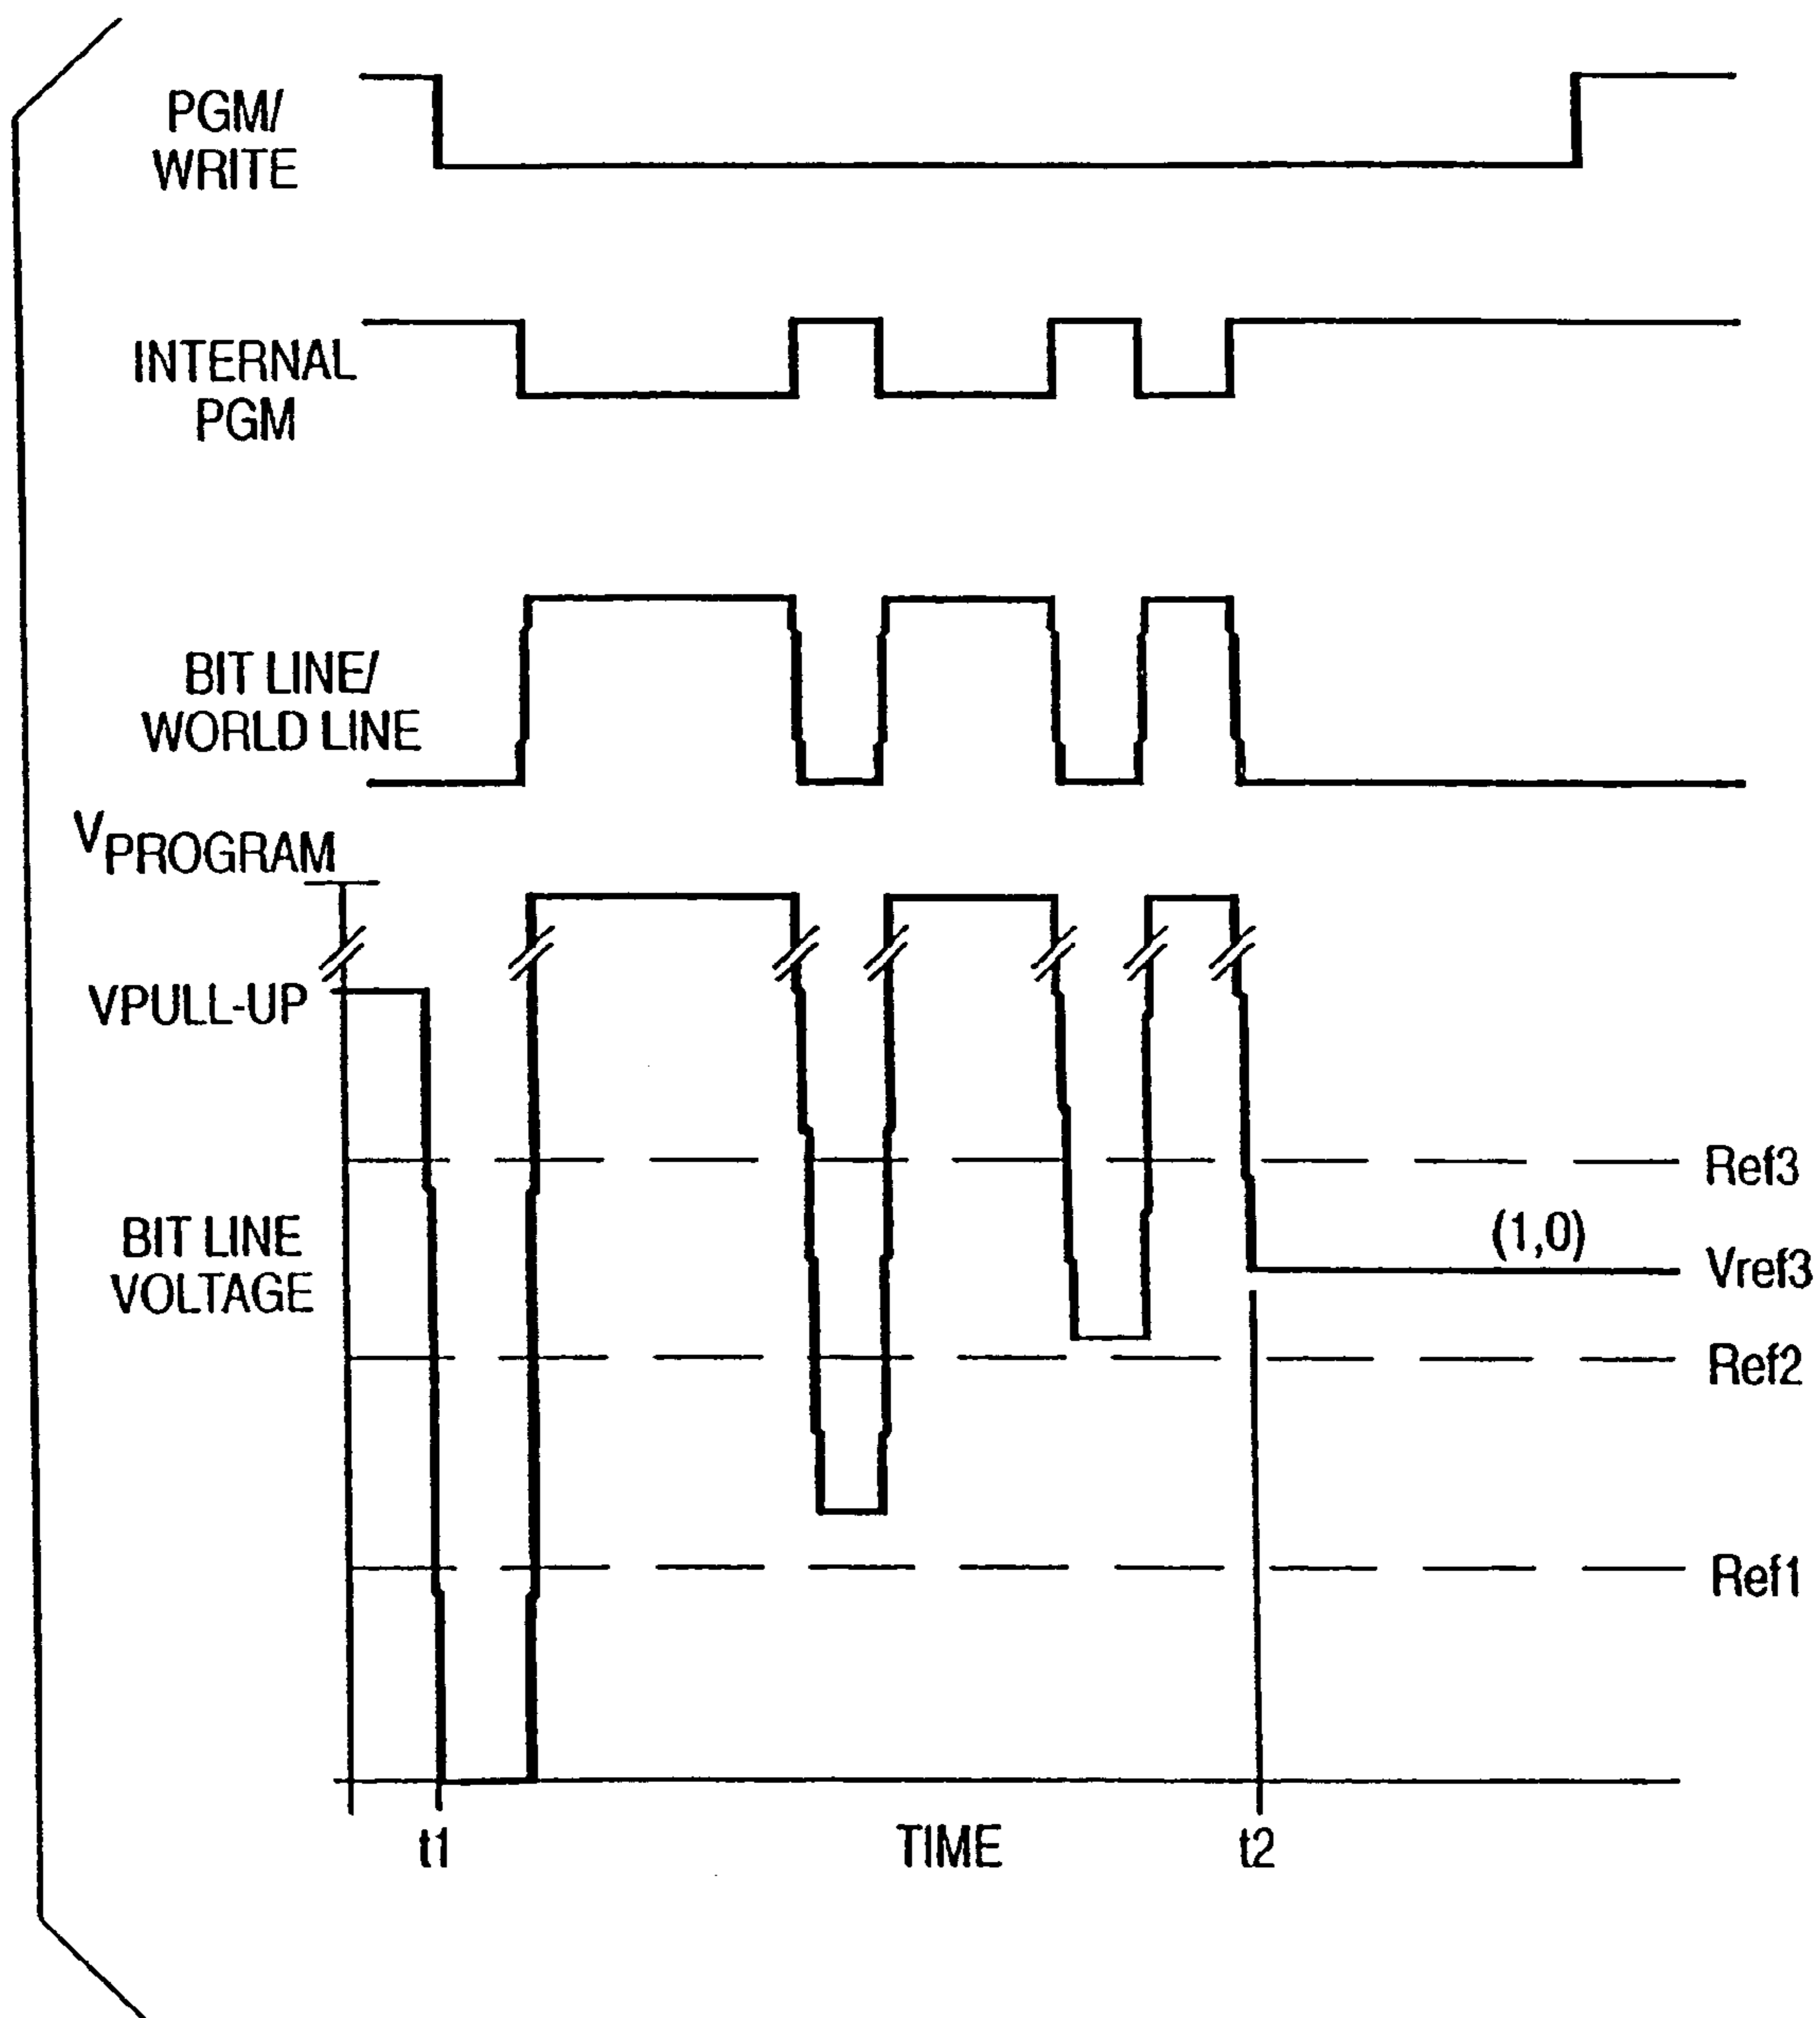 PGM/
WRITE
INTERNAL
PGM
BIT LINE/
WORLD LINE
VPROGRAM
VPULL-UP
Ref3
BIT LINE
VOLTAGE
(1,0)
Vref3
Ref2
Ref1
t1
TIME
t2